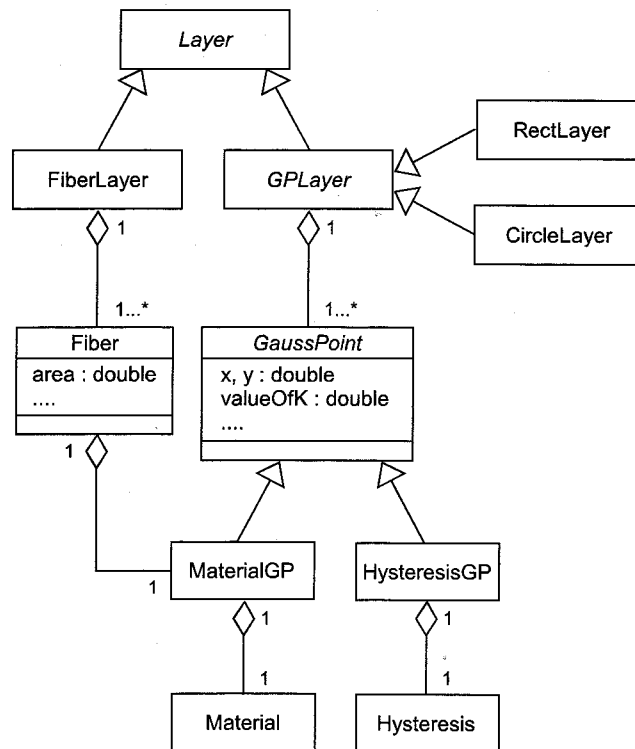 Layer
RectLayer
FiberLayer
GPLayer
CircleLayer
1
1
1...*
1...*
Fiber
area : double
....
GaussPoint
x, y : double
valueOfK : double
....
1
MaterialGP
HysteresisGP
1
1
1
1
1
Material
Hysteresis